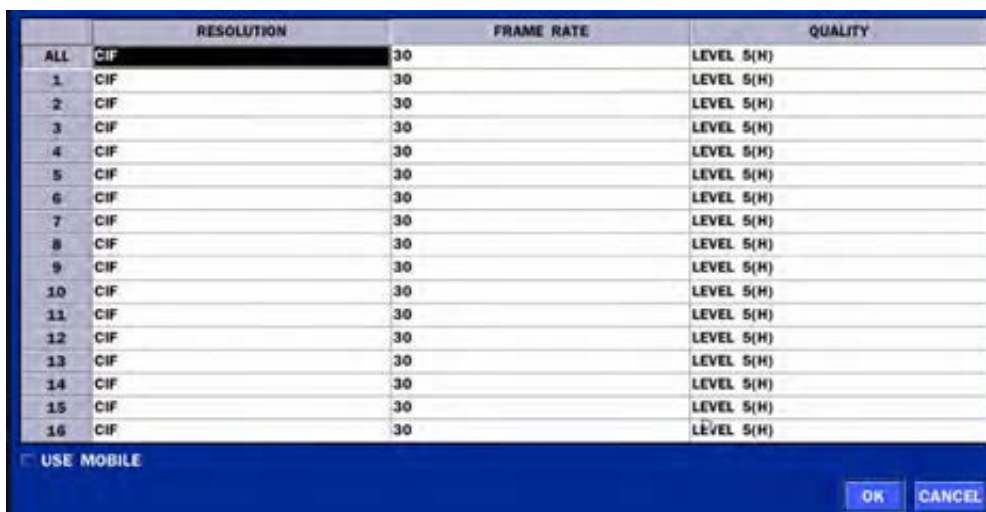 RESOLUTION FRAME RATE QUALITY
ALL CIF 30 LEVEL 5(H)
1 CIF 30 LEVEL 5(H)
2 CIF 30 LEVEL 5(H)
3 CIF 30 LEVEL 5(H)
4 CIF 30 LEVEL 5(H)
5 CIF 30 LEVEL 5(H)
6 CIF 30 LEVEL 5(H)
7 CIF 30 LEVEL 5(H)
8 CIF 30 LEVEL 5(H)
9 CIF 30 LEVEL 5(H)
10 CIF 30 LEVEL 5(H)
11 CIF 30 LEVEL 5(H)
12 CIF 30 LEVEL 5(H)
13 CIF 30 LEVEL 5(H)
14 CIF 30 LEVEL 5(H)
15 CIF 30 LEVEL 5(H)
16 CIF 30 LEVEL 5(H)
USE MOBILE
OK CANCEL